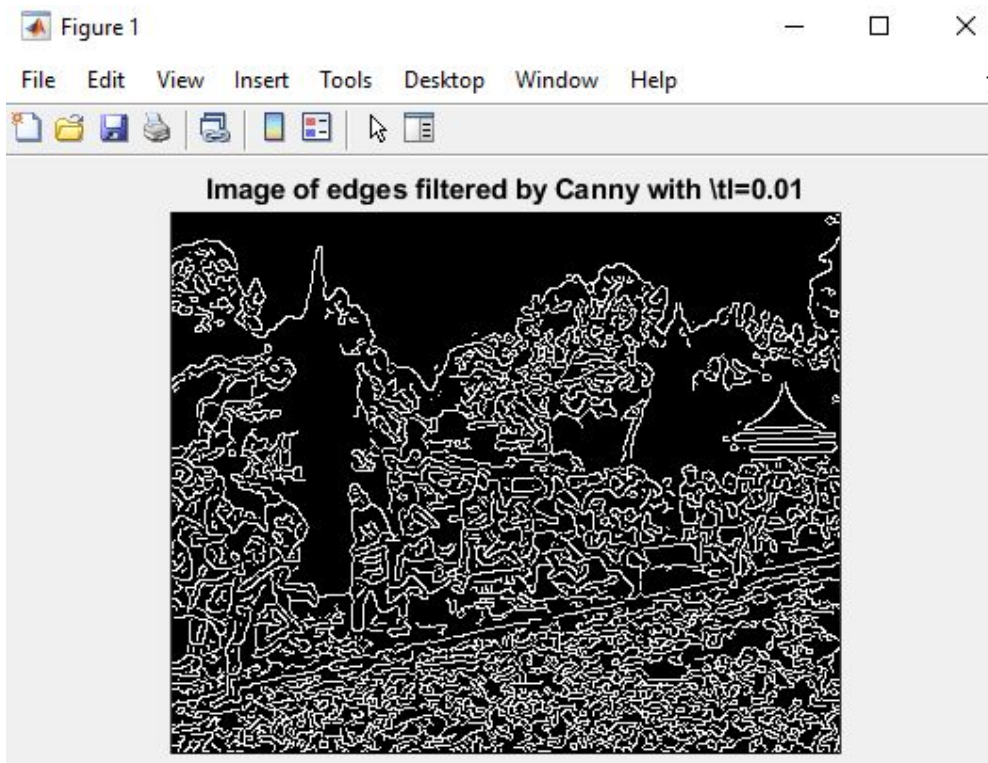 Figure 1
File Edit View Insert Tools Desktop Window Help
Image of edges filtered by Canny with \tl=0.01